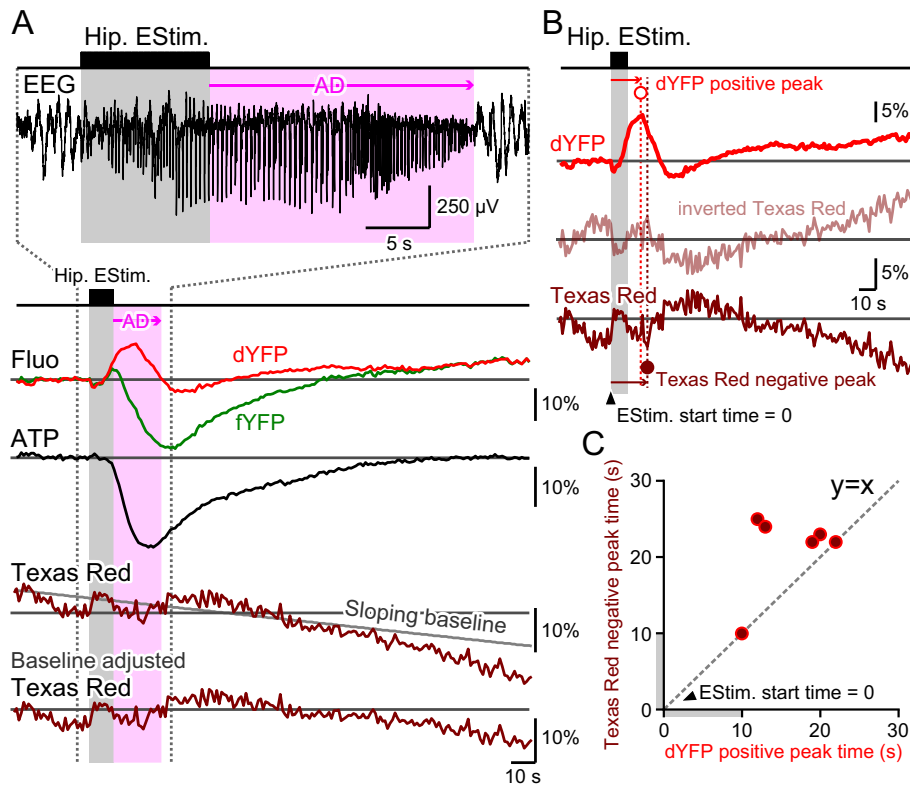 A
Hip. EStim.
EEG
AD
250 µV
5 s
Hip. EStim.
AD
Fluo
dYFP
fYFP
10%
ATP
10%
Texas Red
Sloping baseline
10%
Baseline adjusted
Texas Red
10%
10 s
B
Hip. EStim.
dYFP positive peak
5%
dYFP
inverted Texas Red
5%
10 s
Texas Red
Texas Red negative peak
EStim. start time = 0
C
Texas Red negative peak time (s)
30
20
10
0
y=x
EStim. start time = 0
0
10
20
30
dYFP positive peak time (s)